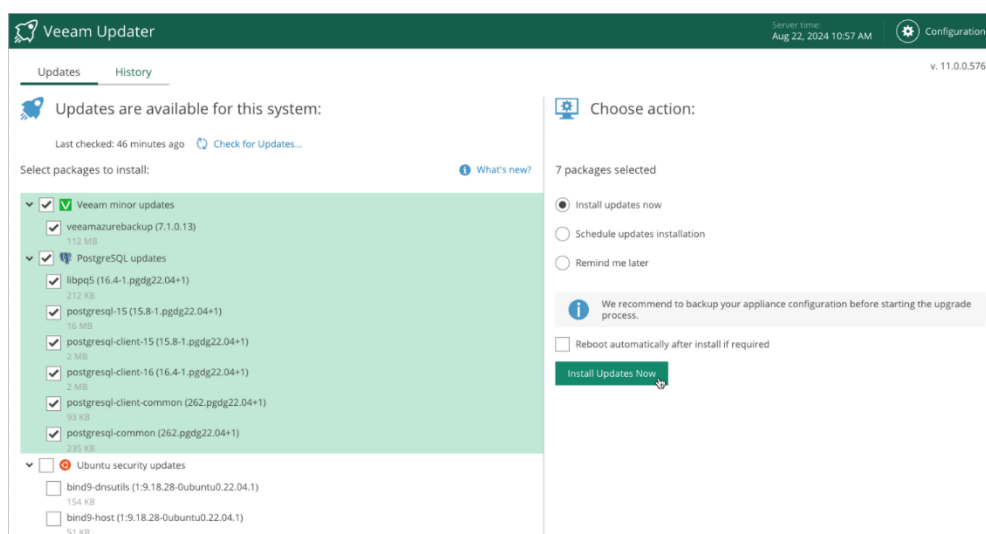 Veeam Updater
Server time:
Aug 22, 2024 10:57 AM
Configuration
Updates
History
v. 11.0.0.576
Updates are available for this system:
Last checked: 46 minutes ago
Check for Updates...
Select packages to install:
What's new?
Veeam minor updates
veeamazurebackup (7.1.0.13)
112 MB
PostgreSQL updates
libpq5 (16.4-1.pgdg22.04+1)
212 KB
postgresql-15 (15.8-1.pgdg22.04+1)
16 MB
postgresql-client-15 (15.8-1.pgdg22.04+1)
2 MB
postgresql-client-16 (16.4-1.pgdg22.04+1)
2 MB
postgresql-client-common (262.pgdg22.04+1)
93 KB
postgresql-common (262.pgdg22.04+1)
235 KB
Ubuntu security updates
bind9-dnsutils (1:9.18.28-0ubuntu0.22.04.1)
154 KB
bind9-host (1:9.18.28-0ubuntu0.22.04.1)
51 KB
Choose action:
7 packages selected
Install updates now
Schedule updates installation
Remind me later
We recommend to backup your appliance configuration before starting the upgrade
process.
Reboot automatically after install if required
Install Updates Now